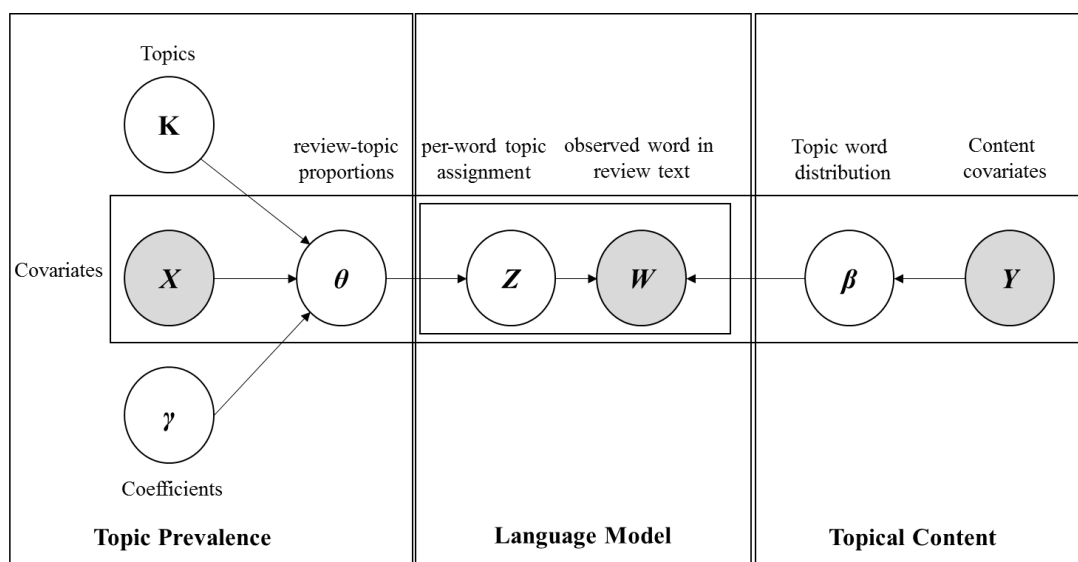 Topics
K
review-topic
proportions
per-word topic
assignment
observed word in
review text
Topic word
distribution
Content
covariates
Covariates
X
θ
Z
W
β
Y
γ
Coefficients
Topic Prevalence
Language Model
Topical Content